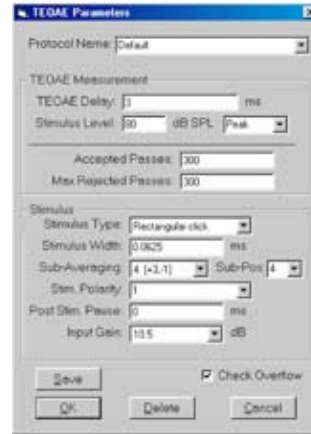 TEOAE Parameters
Protocol Name: Default
TEOAE Measurement
TEOAE Delay: 3 ms
Stimulus Level: 80 dB SPL Peak
Accepted Passes: 300
Max Rejected Passes: 300
Stimulus
Stimulus Type: Rectangular click
Stimulus Width: 0.0625 ms
Sub-Averaging: 4 (+3,-1) Sub-Pos 4
Stim. Polarity: 1
Post Stim. Pause: 0 ms
Input Gain: 10.5 dB
Save Check Overflow
OK Delete Cancel